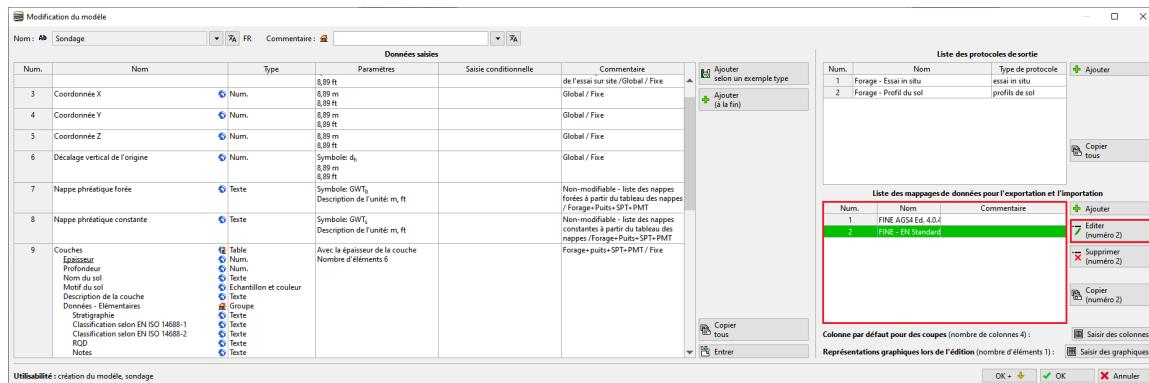 Modification du modèle
Nom : Ab Sondage FR Commentaire :
Données saisies
Num. Nom Type Paramètres Saisie conditionnelle Commentaire
8,89 ft de l'essai sur site /Global / Fixe
3 Coordonnée X Num. 8,89 m Global / Fixe
8,89 ft
4 Coordonnée Y Num. 8,89 m Global / Fixe
8,89 ft
5 Coordonnée Z Num. 8,89 m Global / Fixe
8,89 ft
6 Décalage vertical de l'origine Num. Symbole: dh Global / Fixe
8,89 m
8,89 ft
7 Nappe phréatique forée Texte Symbole: GWTb Non-modifiable - liste des nappes
Description de l'unité: m, ft forées à partir du tableau des nappes
/ Forage+Puits+SPT+PMT
8 Nappe phréatique constante Texte Symbole: GWTs Non-modifiable - liste des nappes
Description de l'unité: m, ft constantes à partir du tableau des
nappes /Forage+Puits+SPT+PMT
9 Couches Table Avec la épaisseur de la couche Forage+puits+SPT+PMT / Fixe
Epaisseur Num. Nombre d'éléments 6
Profondeur Num.
Nom du sol Texte
Motif du sol Echantillon et couleur
Description de la couche Texte
Données - Elémentaires Groupe
Stratigraphie Texte
Classification selon EN ISO 14688-1 Texte
Classification selon EN ISO 14688-2 Texte
RQD Texte
Notes Texte
Ajouter
selon un exemple type
Ajouter
(à la fin)
Copier
tous
Entrer
Liste des protocoles de sortie
Num. Nom Type de protocole
1 Forage - Essai in situ essai in situ
2 Forage - Profil du sol profils de sol
Ajouter
Copier
tous
Liste des mappages de données pour l'exportation et l'importation
Num. Nom Commentaire
1 FINE AGS4 Ed. 4.0.4
2 FINE - EN Standard
Ajouter
Editer
(numéro 2)
Supprimer
(numéro 2)
Copier
(numéro 2)
Colonne par défaut pour des coupes (nombre de colonnes 4) : Saisir des colonnes
Représentations graphiques lors de l'édition (nombre d'éléments 1) : Saisir des graphiques
Utilisabilité : création du modèle, sondage
OK + OK Annuler